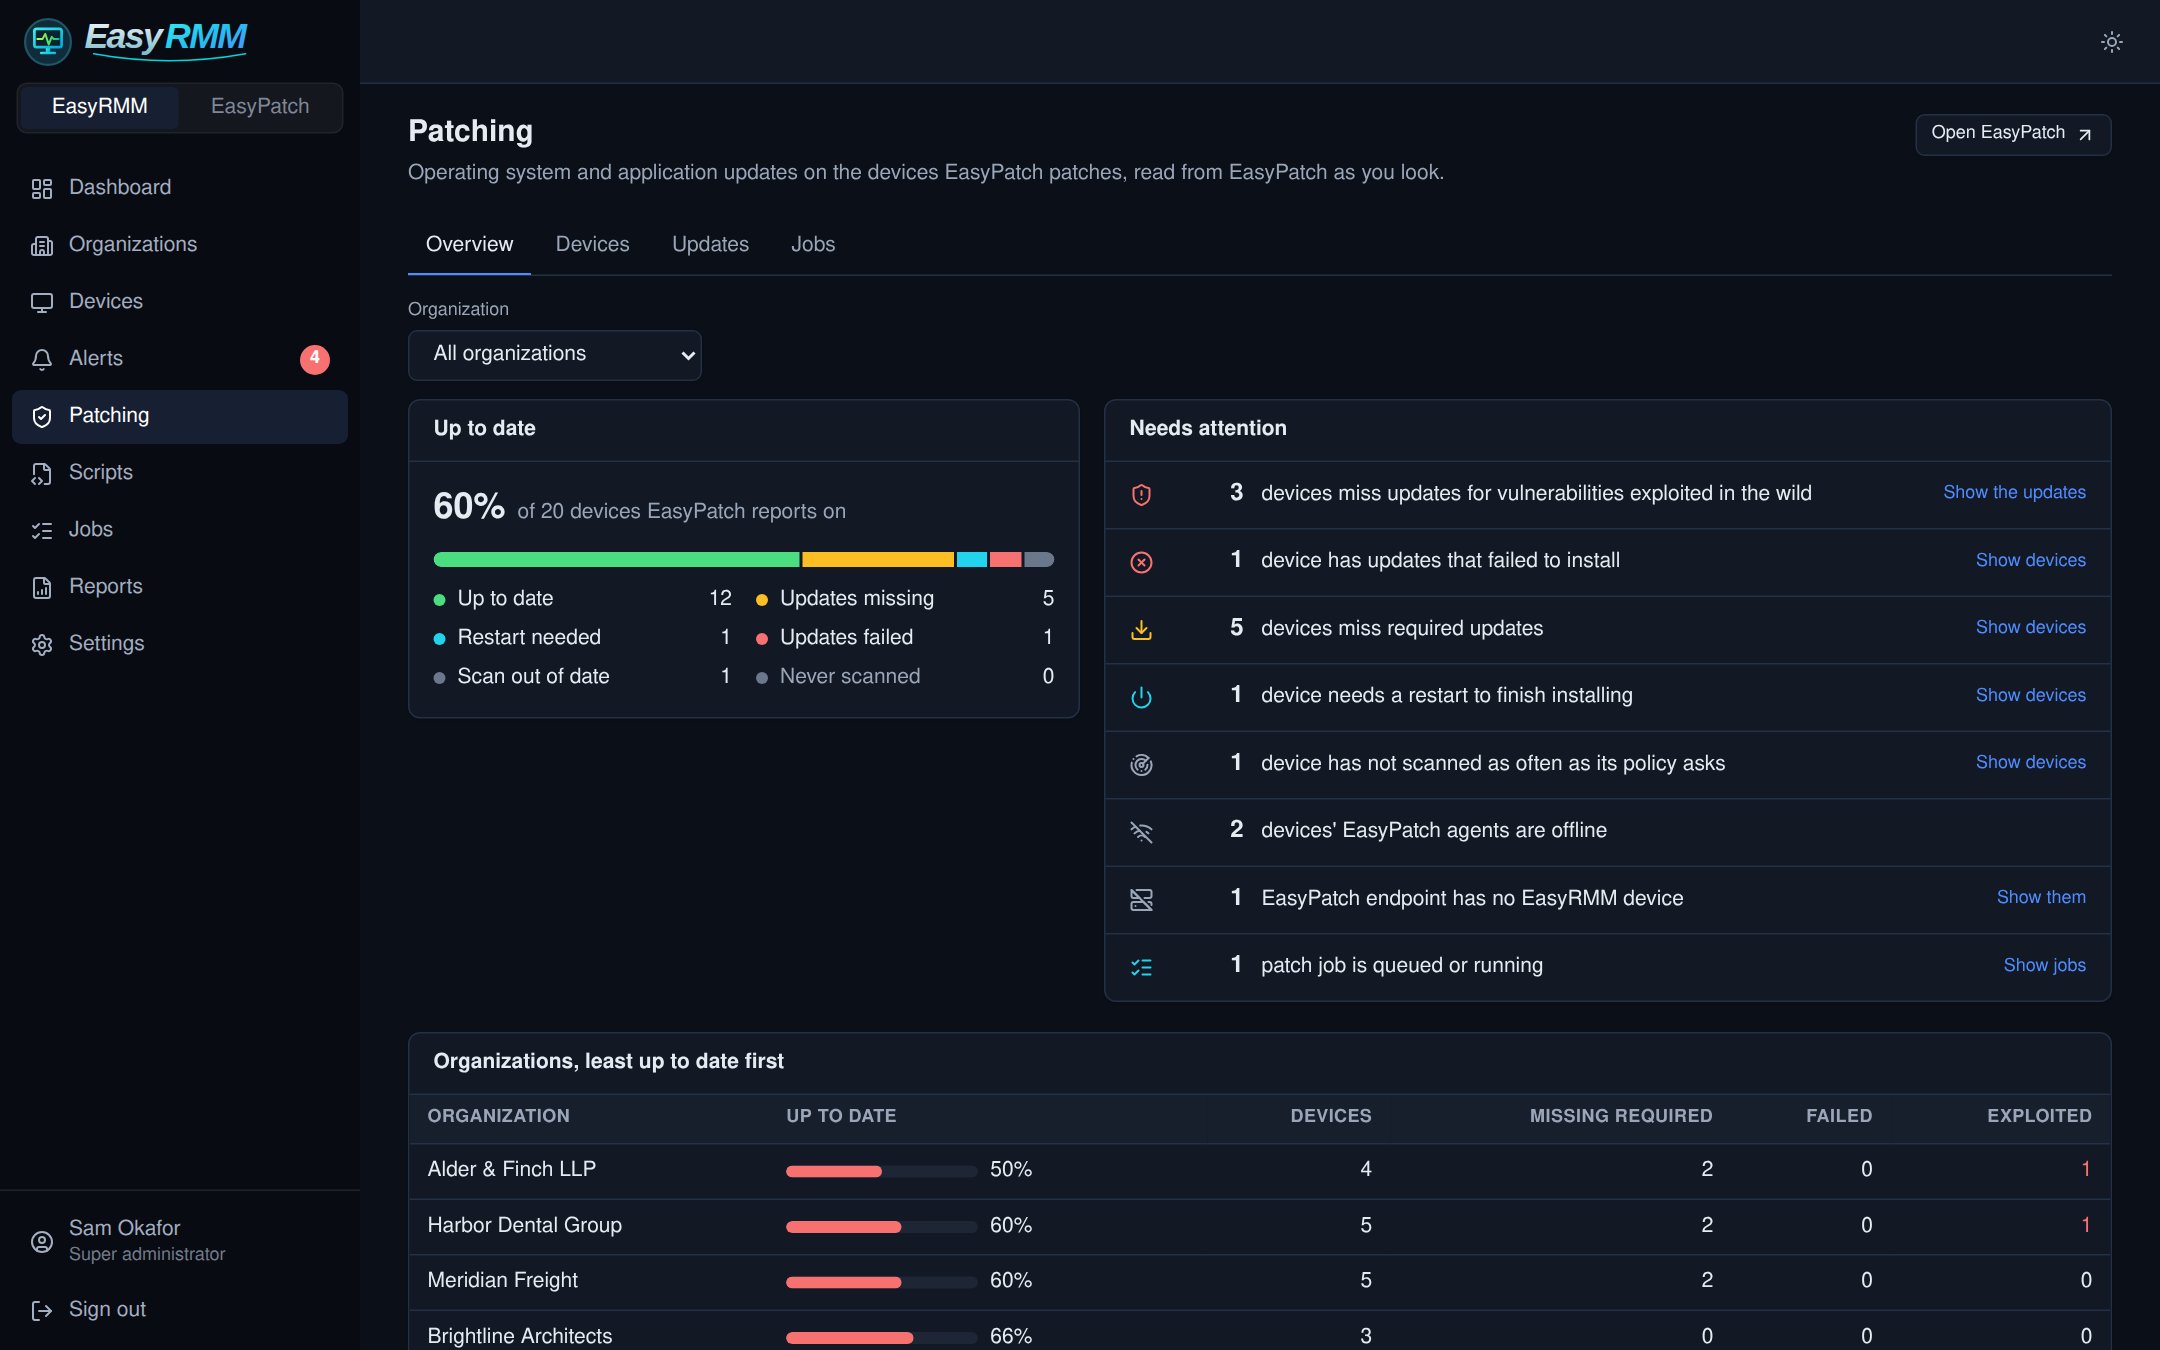 EasyRMM
EasyRMM EasyPatch
Dashboard
Organizations
Devices
Alerts 4
Patching
Scripts
Jobs
Reports
Settings
Sam Okafor
Super administrator
Sign out
Patching
Open EasyPatch
Operating system and application updates on the devices EasyPatch patches, read from EasyPatch as you look.
Overview Devices Updates Jobs
Organization
All organizations
Up to date
60% of 20 devices EasyPatch reports on
Up to date 12 Updates missing 5
Restart needed 1 Updates failed 1
Scan out of date 1 Never scanned 0
Needs attention
3 devices miss updates for vulnerabilities exploited in the wild Show the updates
1 device has updates that failed to install Show devices
5 devices miss required updates Show devices
1 device needs a restart to finish installing Show devices
1 device has not scanned as often as its policy asks Show devices
2 devices' EasyPatch agents are offline
1 EasyPatch endpoint has no EasyRMM device Show them
1 patch job is queued or running Show jobs
Organizations, least up to date first
ORGANIZATION UP TO DATE DEVICES MISSING REQUIRED FAILED EXPLOITED
Alder & Finch LLP 50% 4 2 0 1
Harbor Dental Group 60% 5 2 0 1
Meridian Freight 60% 5 2 0 0
Brightline Architects 66% 3 0 0 0